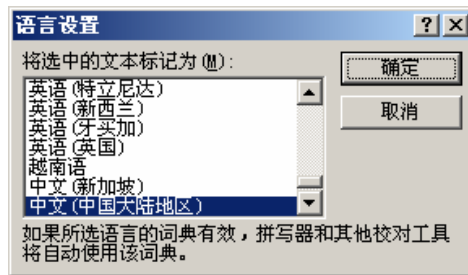 语言设置
将选中的文本标记为(M):
英语(特立尼达)
英语(新西兰)
英语(牙买加)
英语(英国)
越南语
中文(新加坡)
中文(中国大陆地区)
确定
取消
如果所选语言的词典有效，拼写器和其他校对工具
将自动使用该词典。